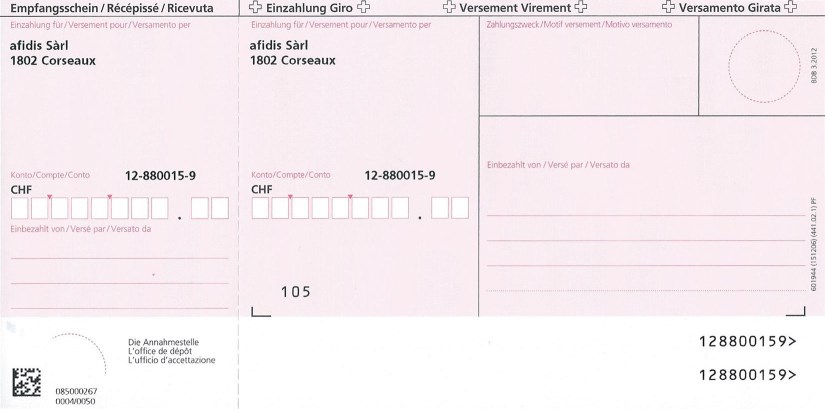 Empfangsschein / Récépissé / Ricevuta
Einzahlung für / Versement pour / Versamento per
afidis Sàrl
1802 Corseaux
Konto/Compte/Conto 12-880015-9
CHF
.
Einbezahlt von / Versé par / Versato da
Die Annahmestelle
L'office de dépôt
L'ufficio d'accettazione
085000267
0004/0050
Einzahlung Giro
Versement Virement
Versamento Girata
Einzahlung für / Versement pour / Versamento per
afidis Sàrl
1802 Corseaux
Konto/Compte/Conto 12-880015-9
CHF
.
105
Zahlungszweck / Motif versement / Motivo versamento
BDB 3.2012
Einbezahlt von / Versé par / Versato da
601944 (151206) (441.02.1) PF
128800159>
128800159>